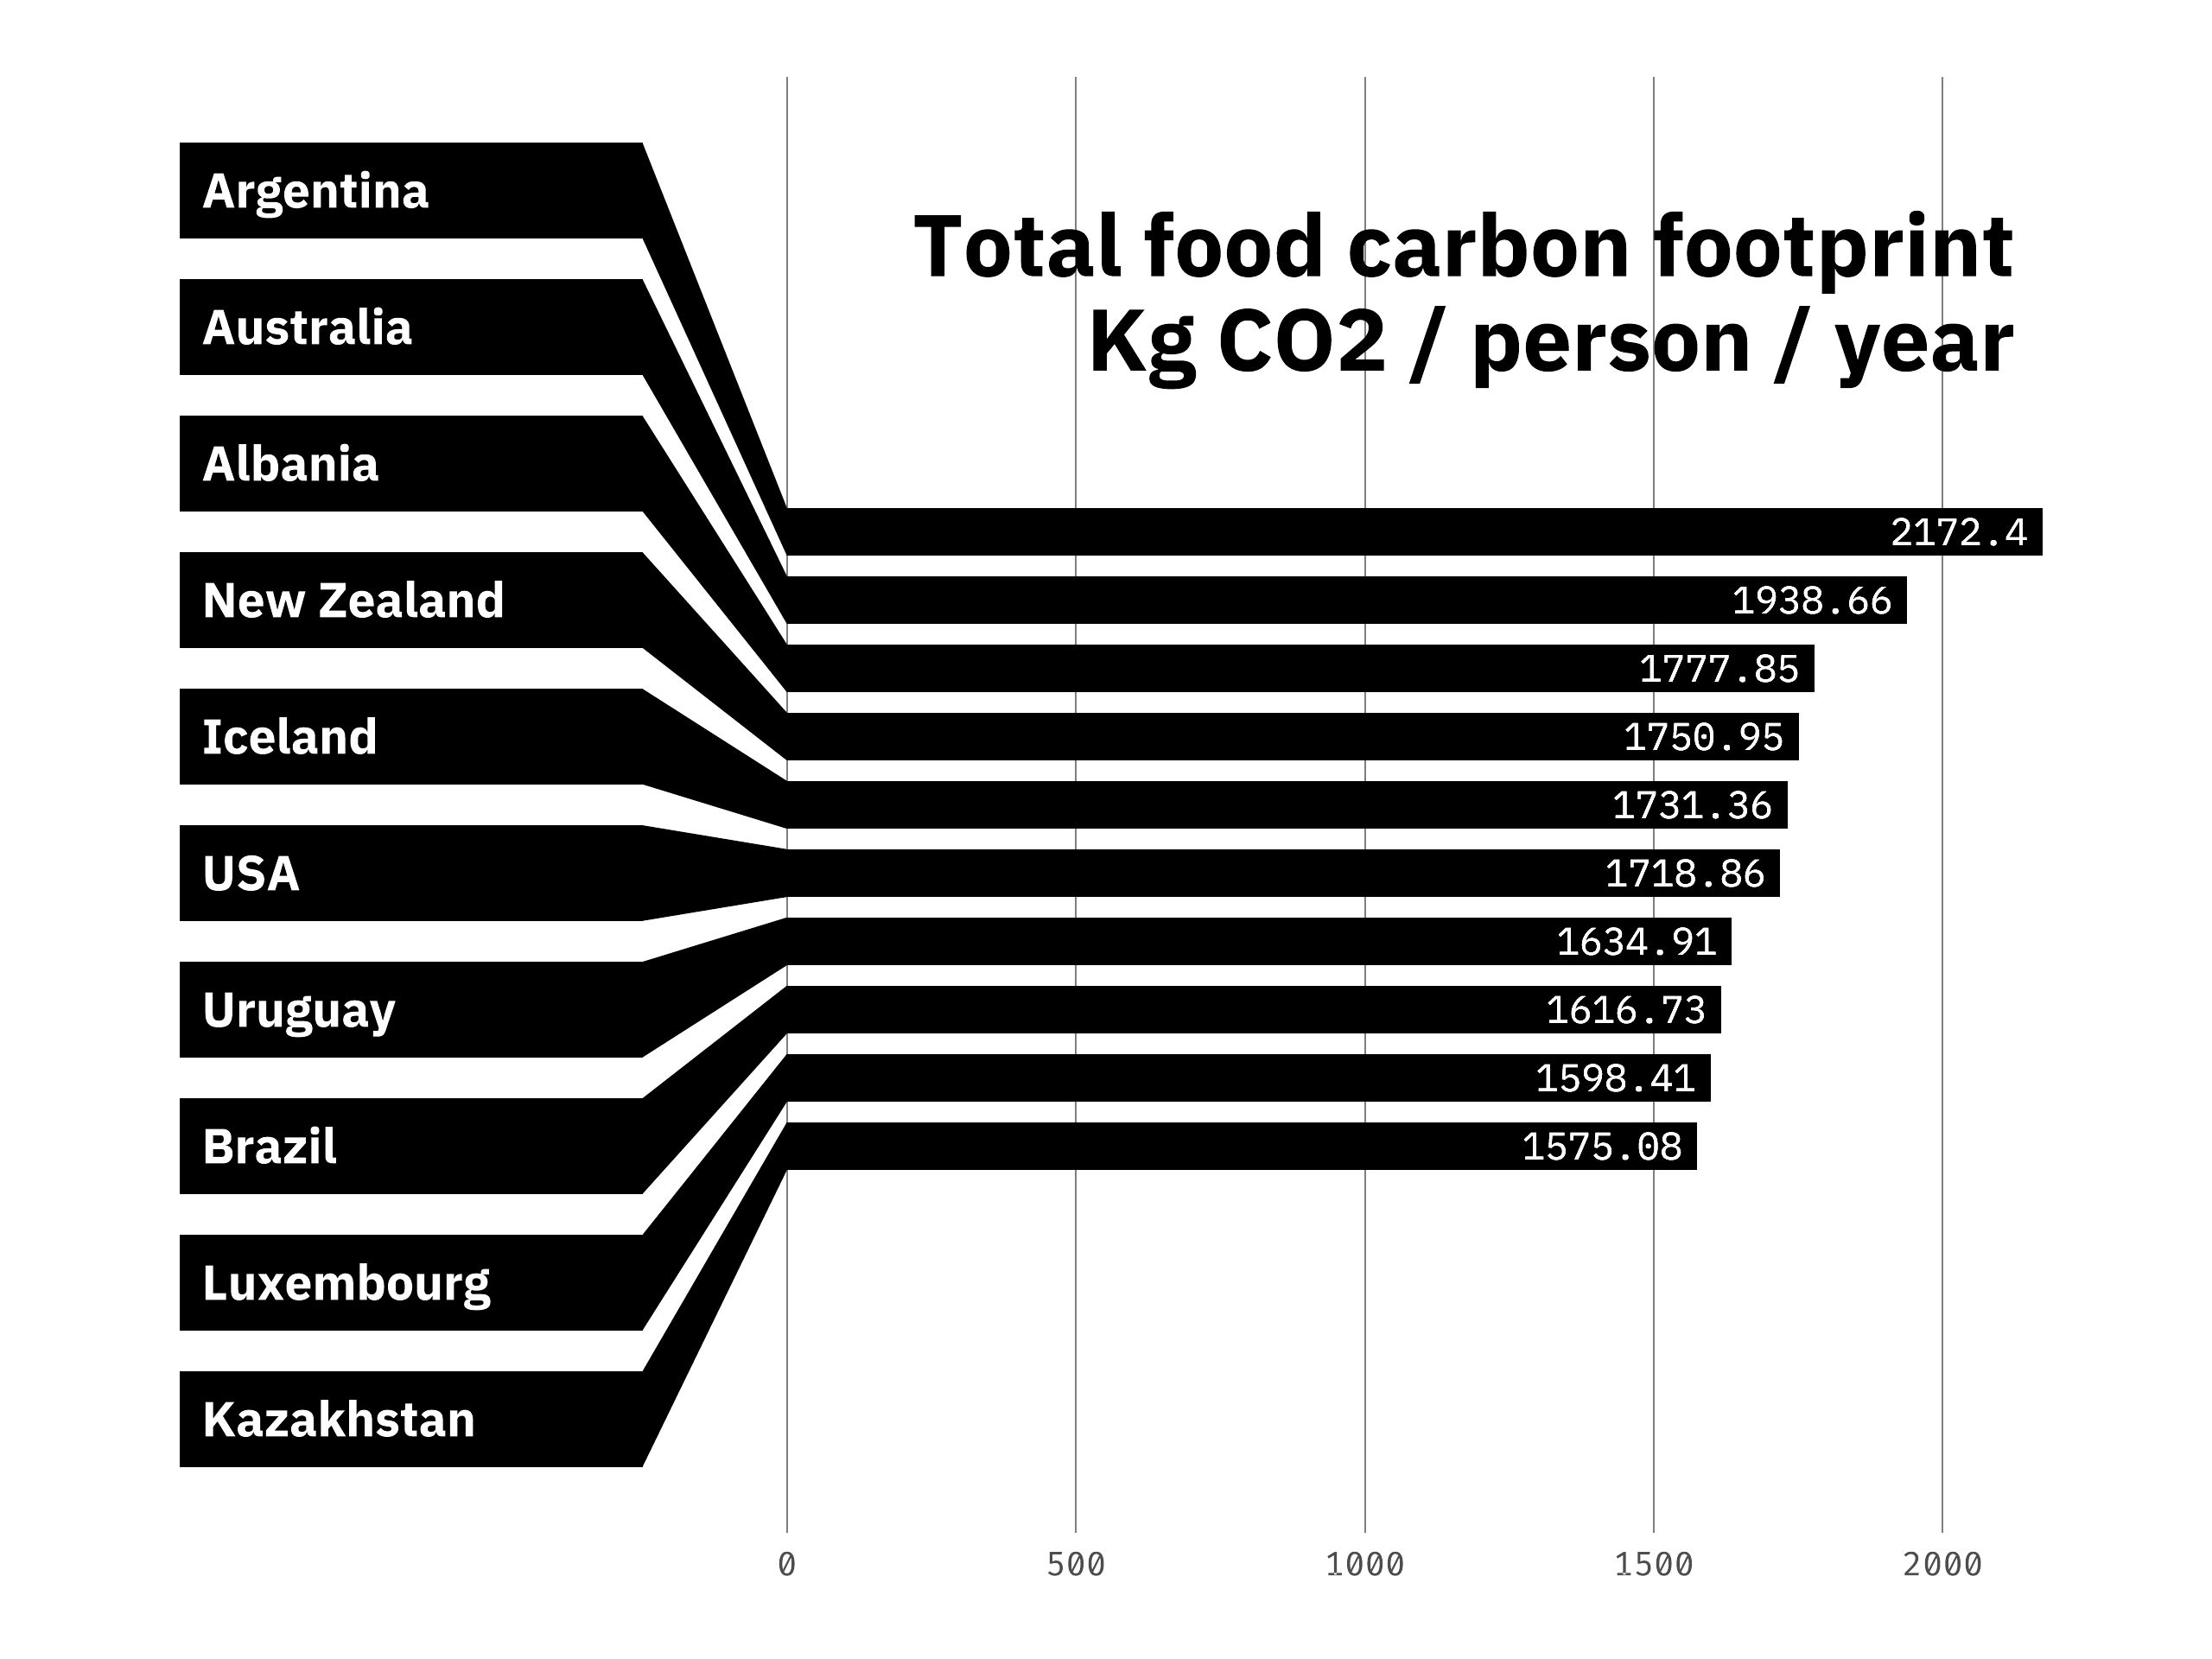 Total food carbon footprint
Kg CO2 / person / year
Argentina
Australia
Albania
New Zealand
Iceland
USA
Uruguay
Brazil
Luxembourg
Kazakhstan
2172.4
1938.66
1777.85
1750.95
1731.36
1718.86
1634.91
1616.73
1598.41
1575.08
0 500 1000 1500 2000